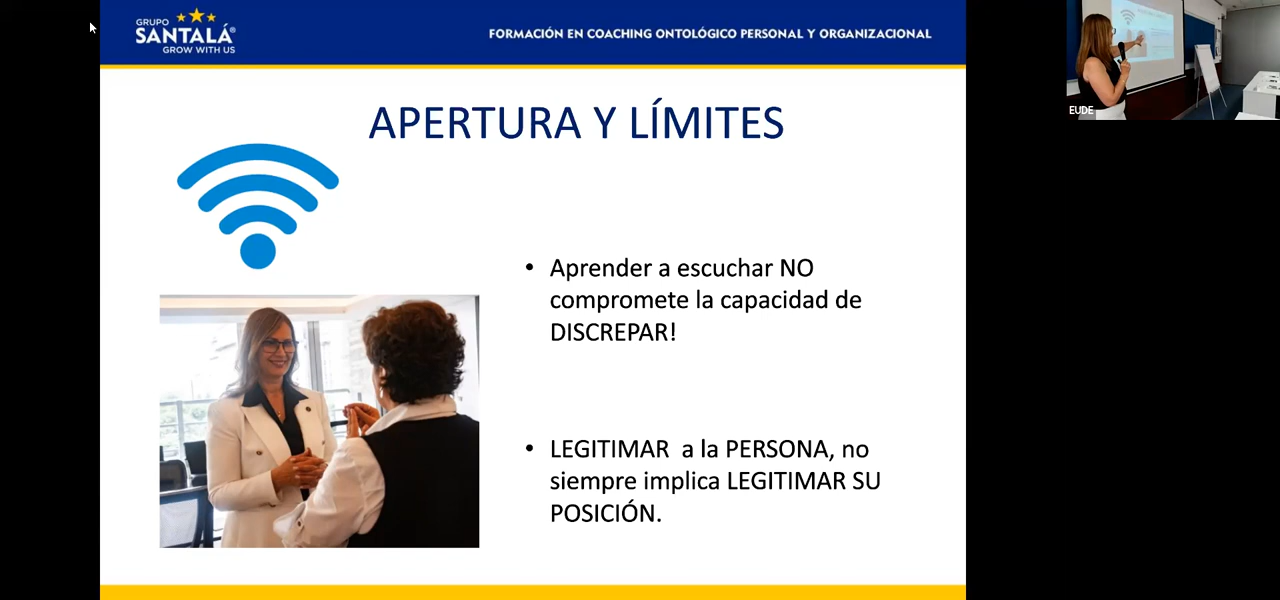 GRUPO
SANTALÁ®
GROW WITH US
FORMACIÓN EN COACHING ONTOLÓGICO PERSONAL Y ORGANIZACIONAL
EUDE
APERTURA Y LÍMITES
• Aprender a escuchar NO
compromete la capacidad de
DISCREPAR!
• LEGITIMAR a la PERSONA, no
siempre implica LEGITIMAR SU
POSICIÓN.